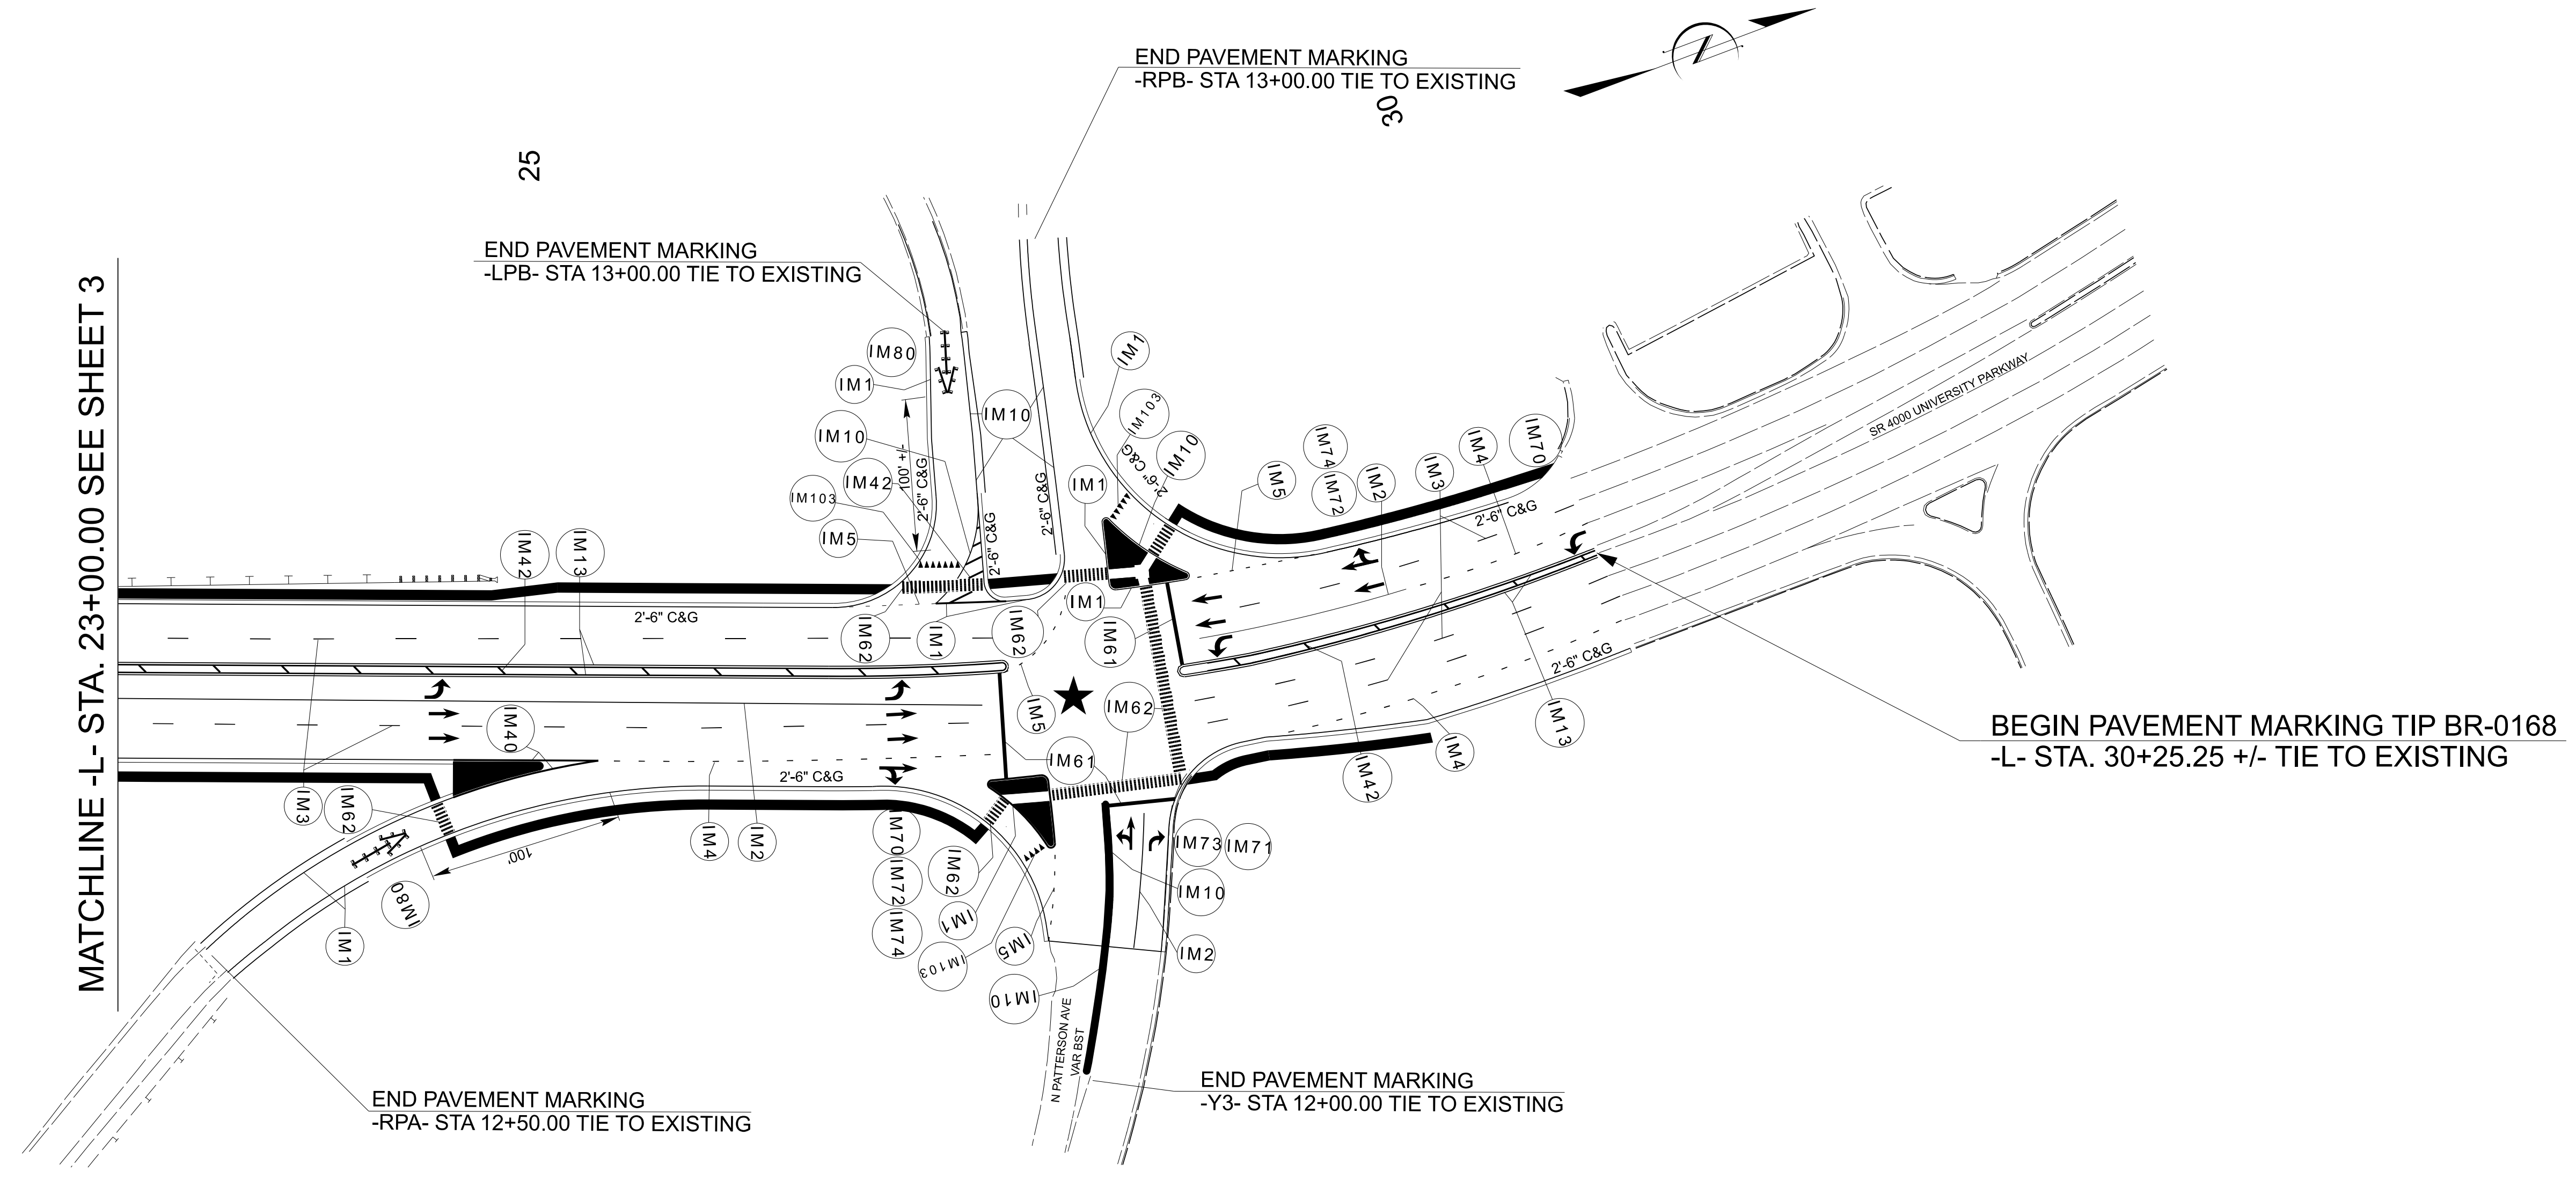 END PAVEMENT MARKING
-RPB- STA 13+00.00 TIE TO EXISTING
30
25
END PAVEMENT MARKING
-LPB- STA 13+00.00 TIE TO EXISTING
MATCHLINE -L- STA. 23+00.00 SEE SHEET 3
IM80
IM1
IM10
IM42
IM103
IM5
100' +/-
2'-6" C&G
2'-6" C&G
IM10
2'-6" C&G
IM1
IM103
2'-6" C&G
IM10
IM1
IM5
IM74
IM72
IM2
IM3
IM4
IM70
2'-6" C&G
SR 4000 UNIVERSITY PARKWAY
IM42
IM13
2'-6" C&G
IM62
IM1
IM62
IM1
IM61
IM5
IM62
IM61
2'-6" C&G
IM13
IM4
IM42
BEGIN PAVEMENT MARKING TIP BR-0168
-L- STA. 30+25.25 +/- TIE TO EXISTING
IM40
2'-6" C&G
IM3
IM62
100'
IM80
IM1
IM4
IM2
IM70
IM72
IM74
IM62
IM1
IM5
IM103
IM10
IM73
IM71
IM10
IM2
N PATTERSON AVE
VAR BST
END PAVEMENT MARKING
-RPA- STA 12+50.00 TIE TO EXISTING
END PAVEMENT MARKING
-Y3- STA 12+00.00 TIE TO EXISTING
N